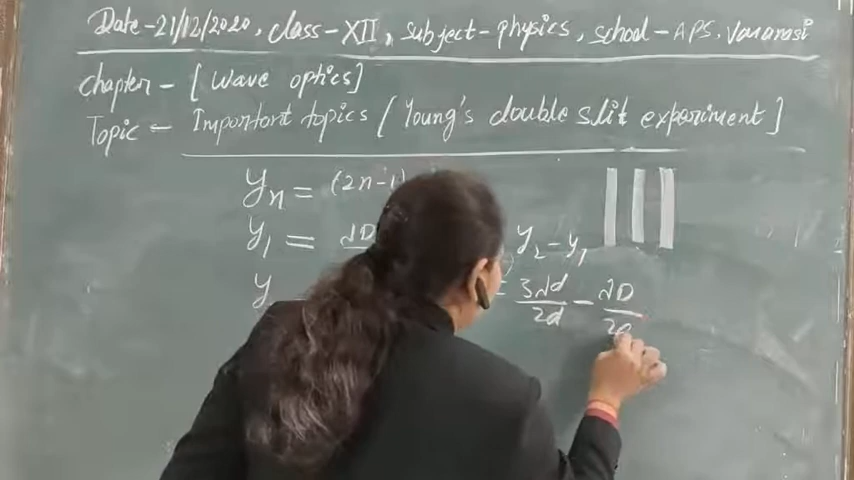 Date-21/12/2020, class-XII, subject-physics, school-APS. Varanasi
chapter - [wave optics]
Topic - Important topics [Young's double slit experiment]
yn = (2n-1)
y1 = λD
y2-y1
y = 3λd/2d - λD/2d